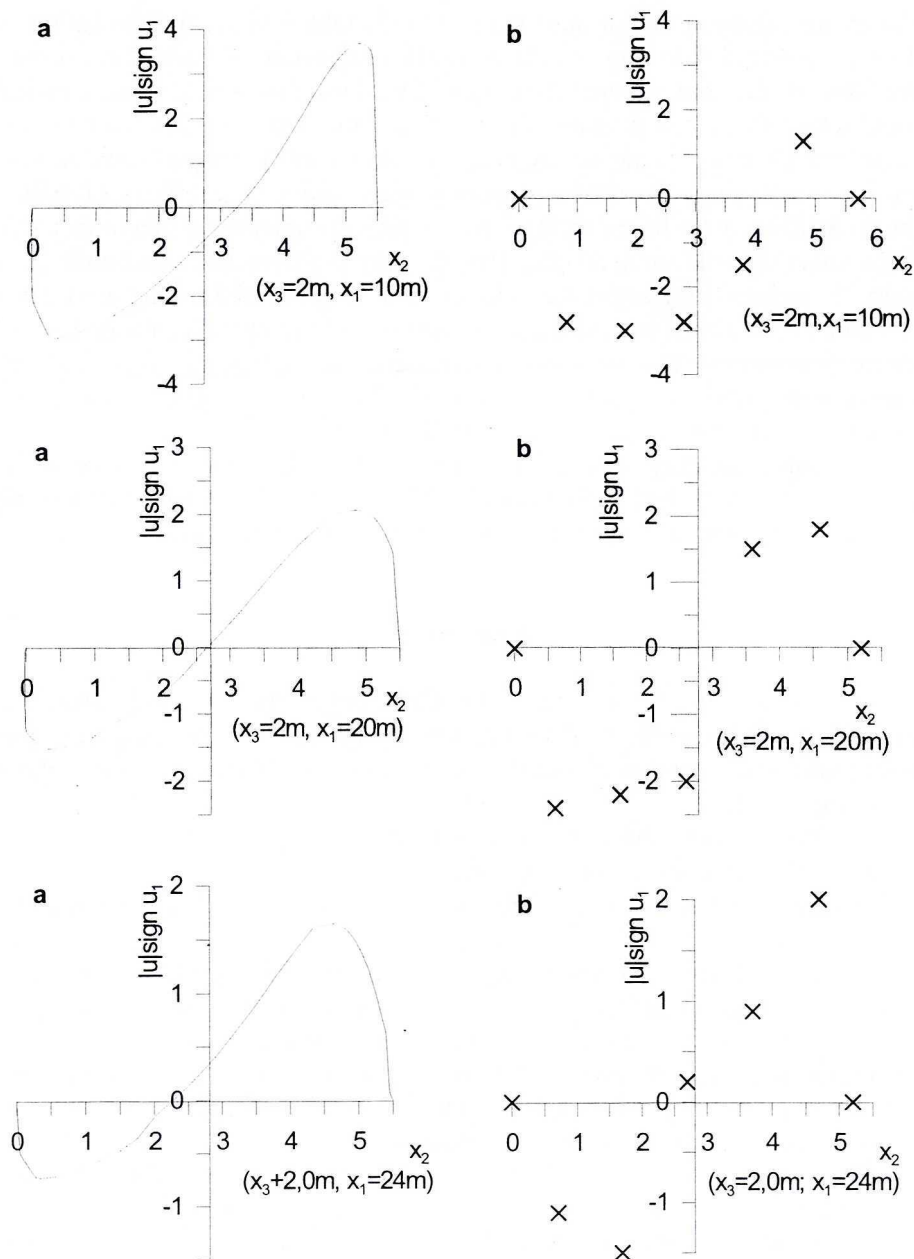 a
|u|sign u₁
4
2
0
-2
-4
0 1 2 3 4 5
x₂
(x₃=2m, x₁=10m)
b
|u|sign u₁
4
2
0
-2
-4
0 1 2 3 4 5 6
x₂
(x₃=2m,x₁=10m)
a
|u|sign u₁
3
2
1
0
-1
-2
0 1 2 3 4 5
x₂
(x₃=2m, x₁=20m)
b
|u|sign u₁
3
2
1
0
-1
-2
0 1 2 3 4 5
x₂
(x₃=2m, x₁=20m)
a
|u|sign u₁
2
1
0
-1
0 1 2 3 4 5
x₂
(x₃+2,0m, x₁=24m)
b
|u|sign u₁
2
1
0
-1
0 1 2 3 4 5
x₂
(x₃=2,0m; x₁=24m)